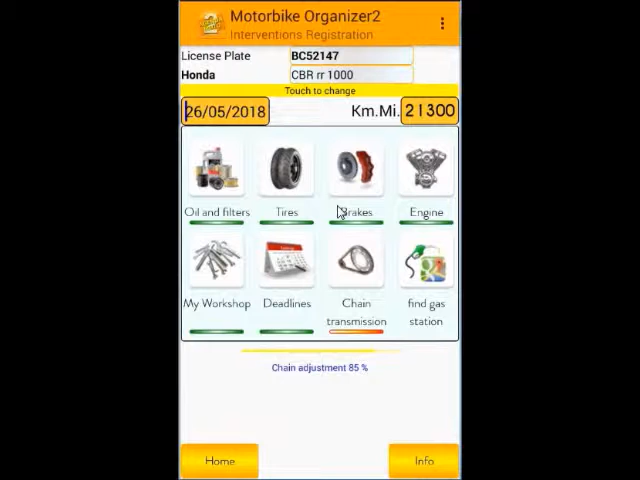 Motorbike Organizer2
Interventions Registration
License Plate BC52147
Honda CBR rr 1000
Touch to change
26/05/2018 Km.Mi. 21300
Oil and filters Tires Brakes Engine
My Workshop Deadlines Chain transmission find gas station
Chain adjustment 85 %
Home Info